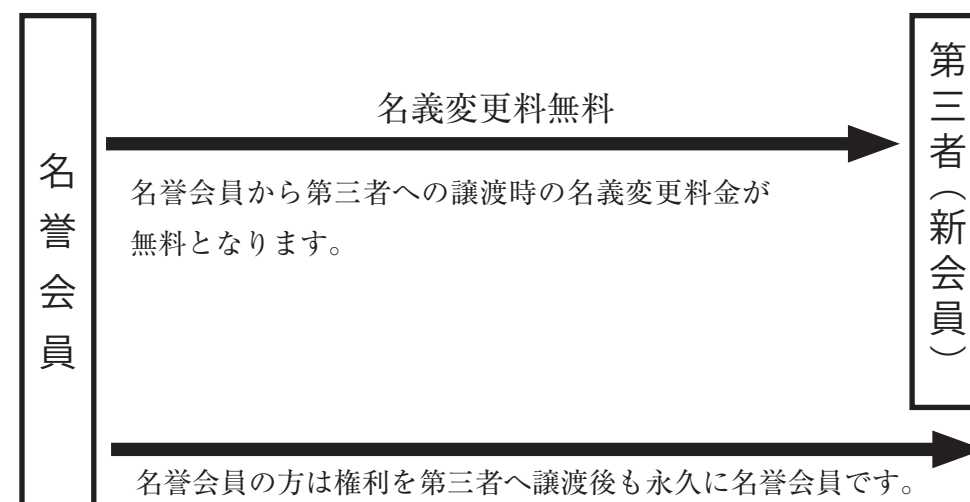 名誉会員
名義変更料無料
名誉会員から第三者への譲渡時の名義変更料金が
無料となります。
第三者（新会員）
名誉会員の方は権利を第三者へ譲渡後も永久に名誉会員です。